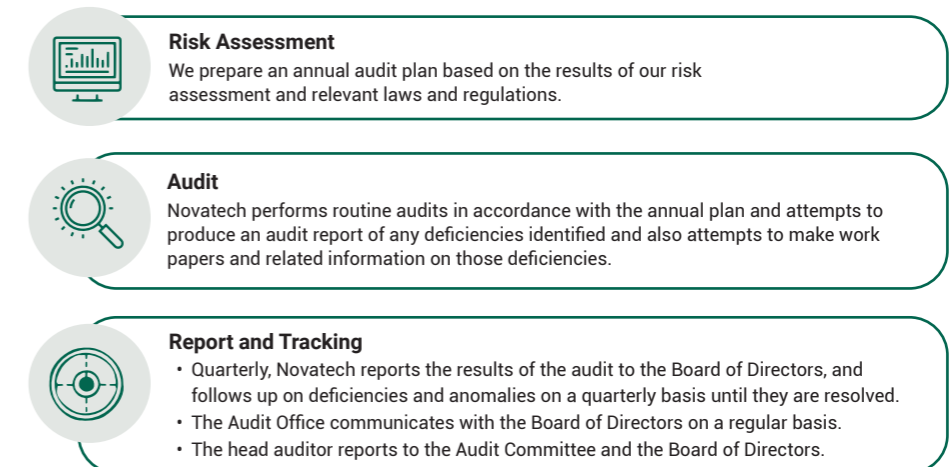 Risk Assessment
We prepare an annual audit plan based on the results of our risk
assessment and relevant laws and regulations.
Audit
Novatech performs routine audits in accordance with the annual plan and attempts to
produce an audit report of any deficiencies identified and also attempts to make work
papers and related information on those deficiencies.
Report and Tracking
• Quarterly, Novatech reports the results of the audit to the Board of Directors, and
follows up on deficiencies and anomalies on a quarterly basis until they are resolved.
• The Audit Office communicates with the Board of Directors on a regular basis.
• The head auditor reports to the Audit Committee and the Board of Directors.